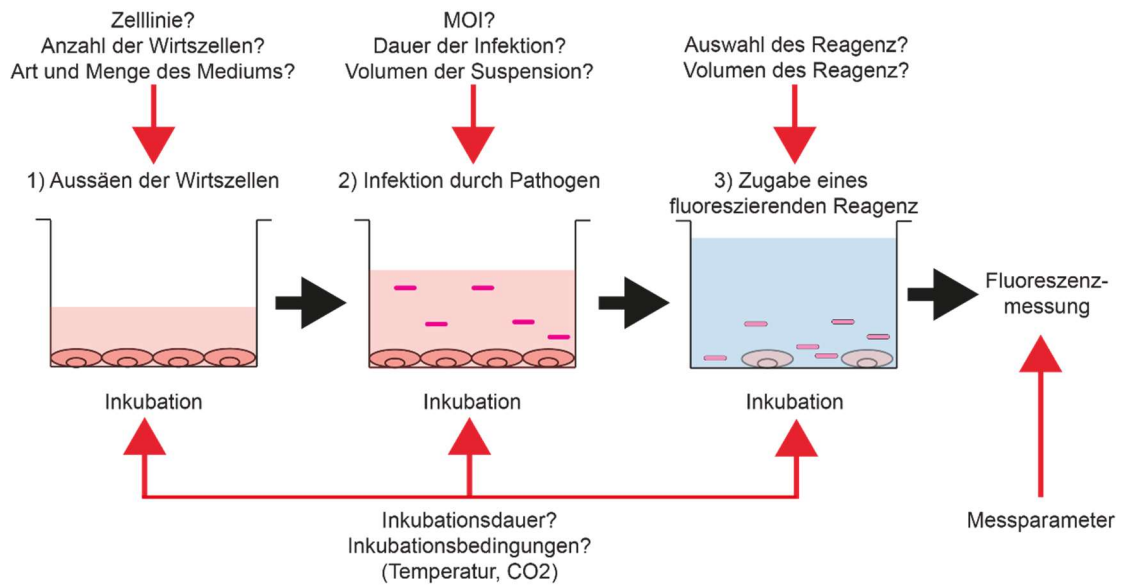 Zelllinie?
Anzahl der Wirtszellen?
Art und Menge des Mediums?
MOI?
Dauer der Infektion?
Volumen der Suspension?
Auswahl des Reagenz?
Volumen des Reagenz?
1) Aussäen der Wirtszellen
2) Infektion durch Pathogen
3) Zugabe eines
fluoreszierenden Reagenz
Fluoreszenz-
messung
Inkubation
Inkubation
Inkubation
Inkubationsdauer?
Inkubationsbedingungen?
(Temperatur, CO2)
Messparameter